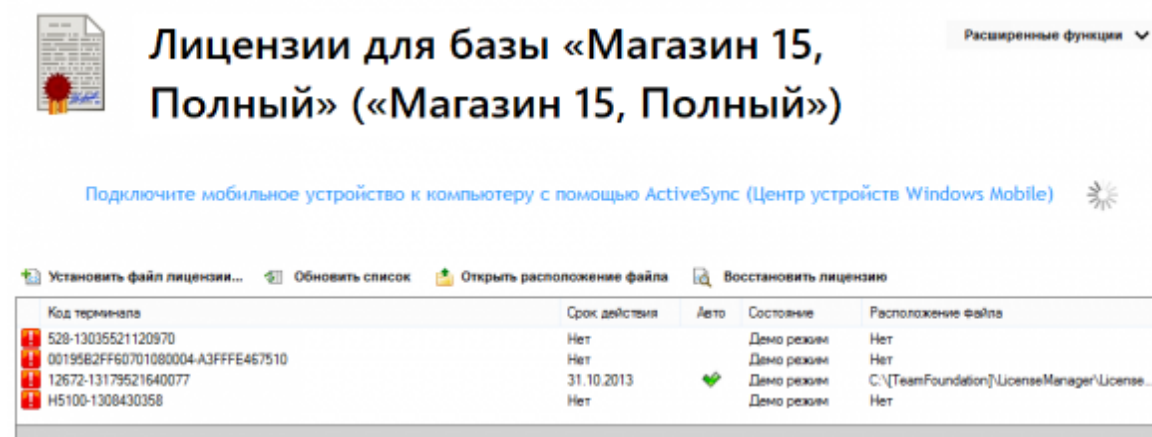 Лицензии для базы «Магазин 15,
Полный» («Магазин 15, Полный»)
Расширенные функции
Подключите мобильное устройство к компьютеру с помощью ActiveSync (Центр устройств Windows Mobile)
Установить файл лицензии... Обновить список Открыть расположение файла Восстановить лицензию
Код терминала Срок действия Авто Состояние Расположение файла
528-13035521120970 Нет Демо режим Нет
00195B2FF60701080004-A3FFFE467510 Нет Демо режим Нет
12672-13179521640077 31.10.2013 Демо режим C:\[TeamFoundation]\LicenseManager\License...
H5100-1308430358 Нет Демо режим Нет